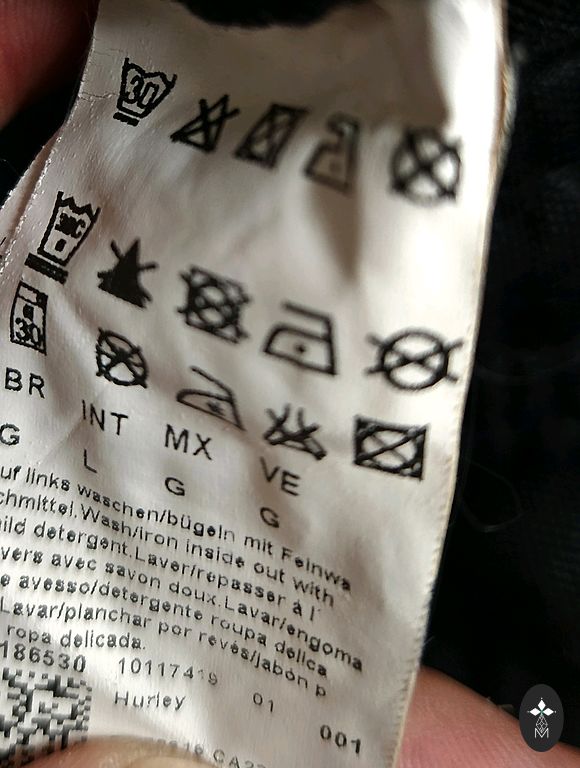 30
30
BR INT MX VE
G L G G
uf links waschen/bügeln mit Feinwa
chmittel.Wash/iron inside out with
ild detergent.Laver/repasser à l'
vers avec savon doux.Lavar/engoma
e avesso/detergente roupa delica
Lavar/planchar por revés/jabón p
ropa delicada.
186530 01
Hurley 001
M